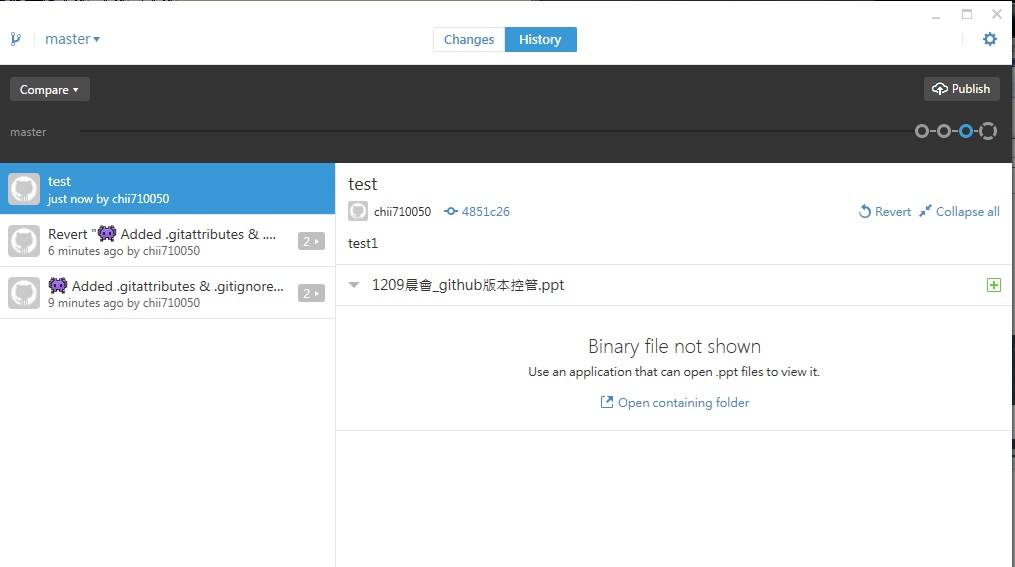 master
Changes
History
Compare
Publish
master
test
just now by chii710050
Revert "👾 Added .gitattributes & ....
6 minutes ago by chii710050
2
👾 Added .gitattributes & .gitignore...
9 minutes ago by chii710050
2
test
chii710050
4851c26
Revert
Collapse all
test1
1209晨會_github版本控管.ppt
Binary file not shown
Use an application that can open .ppt files to view it.
Open containing folder